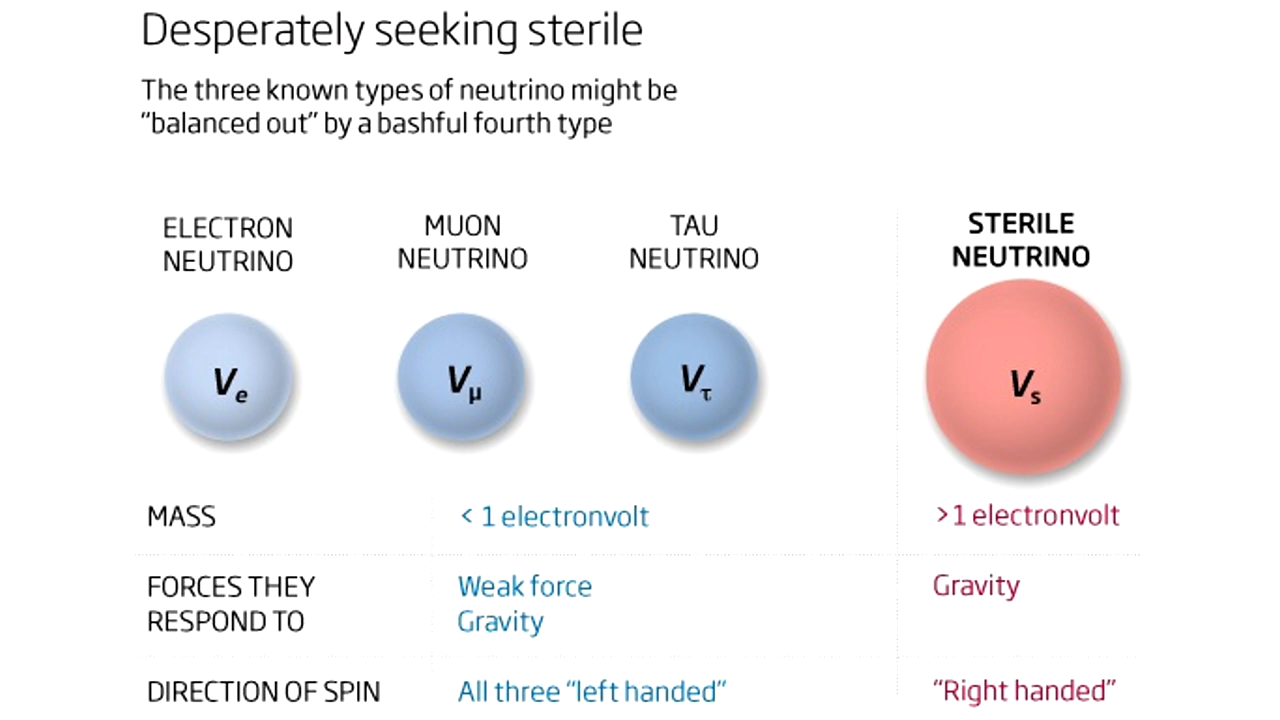 Desperately seeking sterile
The three known types of neutrino might be
“balanced out” by a bashful fourth type
ELECTRON
NEUTRINO
MUON
NEUTRINO
TAU
NEUTRINO
STERILE
NEUTRINO
Ve
Vμ
Vτ
Vs
MASS
< 1 electronvolt
>1 electronvolt
FORCES THEY
RESPOND TO
Weak force
Gravity
Gravity
DIRECTION OF SPIN
All three “left handed”
“Right handed”